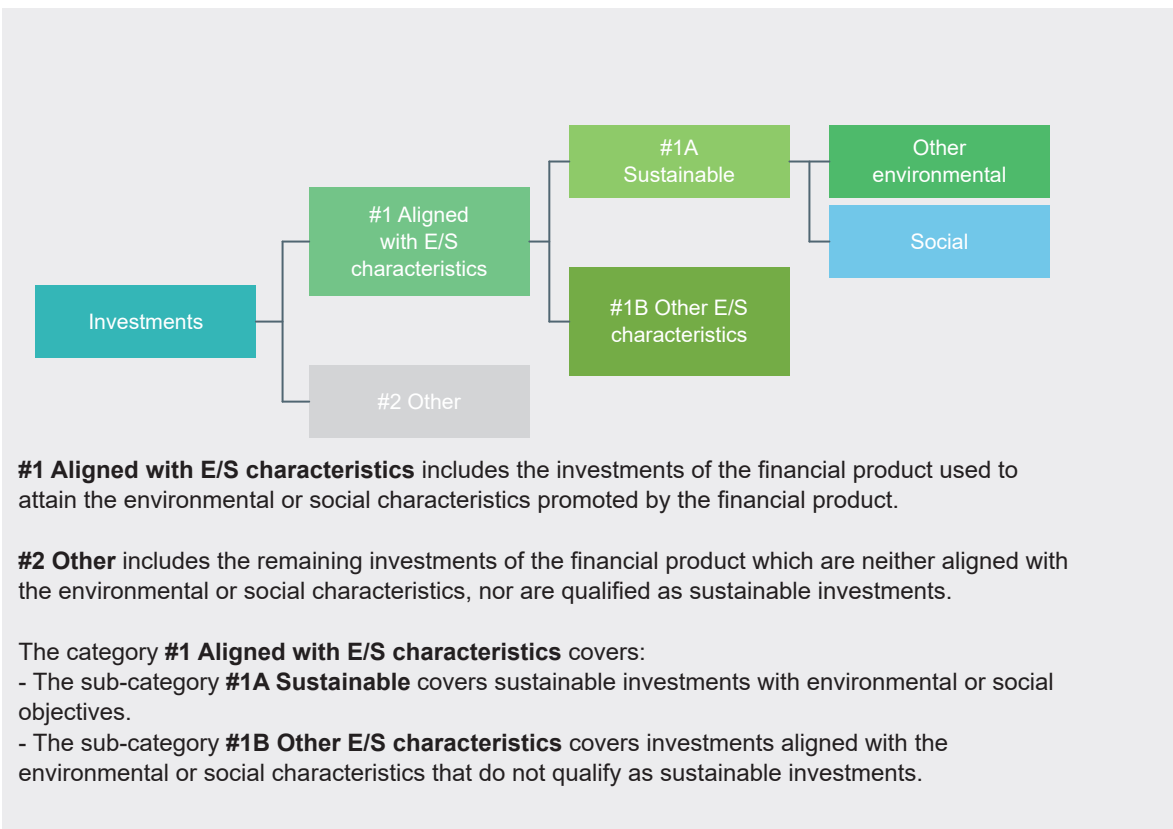 #1A
Sustainable
Other
environmental
#1 Aligned
with E/S
characteristics
Social
#1B Other E/S
characteristics
Investments
#2 Other
#1 Aligned with E/S characteristics includes the investments of the financial product used to
attain the environmental or social characteristics promoted by the financial product.
#2 Other includes the remaining investments of the financial product which are neither aligned with
the environmental or social characteristics, nor are qualified as sustainable investments.
The category #1 Aligned with E/S characteristics covers:
- The sub-category #1A Sustainable covers sustainable investments with environmental or social
objectives.
- The sub-category #1B Other E/S characteristics covers investments aligned with the
environmental or social characteristics that do not qualify as sustainable investments.